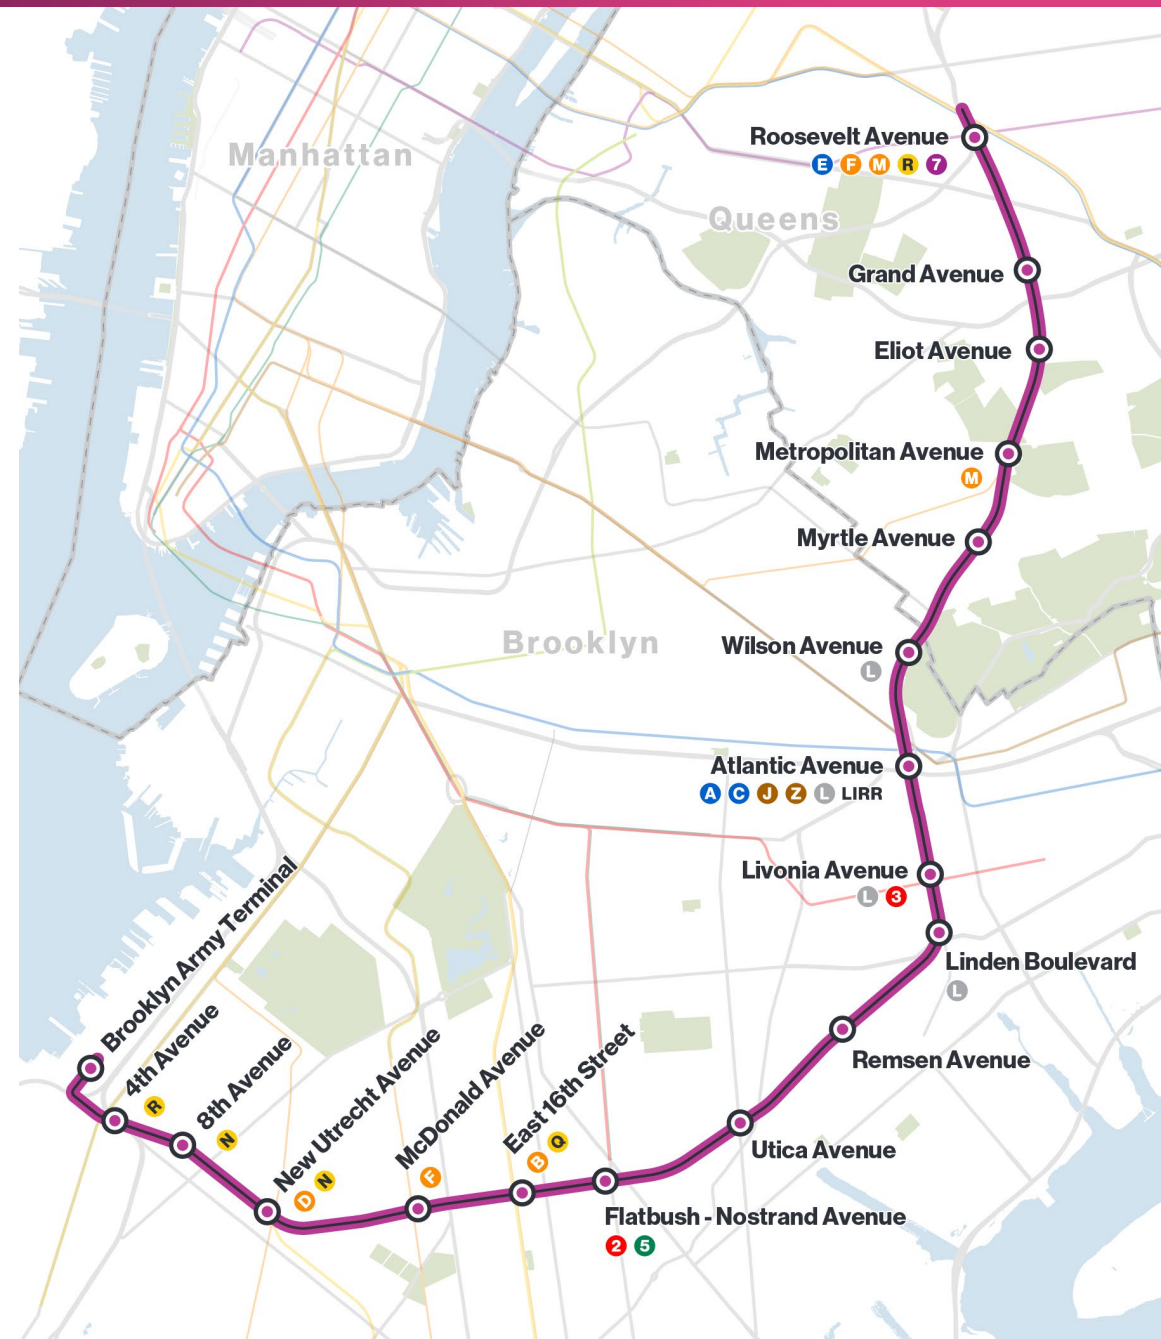 Manhattan
Roosevelt Avenue
E F M R 7
Queens
Grand Avenue
Eliot Avenue
Metropolitan Avenue
M
Myrtle Avenue
Brooklyn
Wilson Avenue
L
Atlantic Avenue
A C J Z L LIRR
Livonia Avenue
L 3
Linden Boulevard
L
Brooklyn Army Terminal
4th Avenue
R
8th Avenue
N
New Utrecht Avenue
D N
McDonald Avenue
F
East 16th Street
B Q
Remsen Avenue
Utica Avenue
Flatbush - Nostrand Avenue
2 5